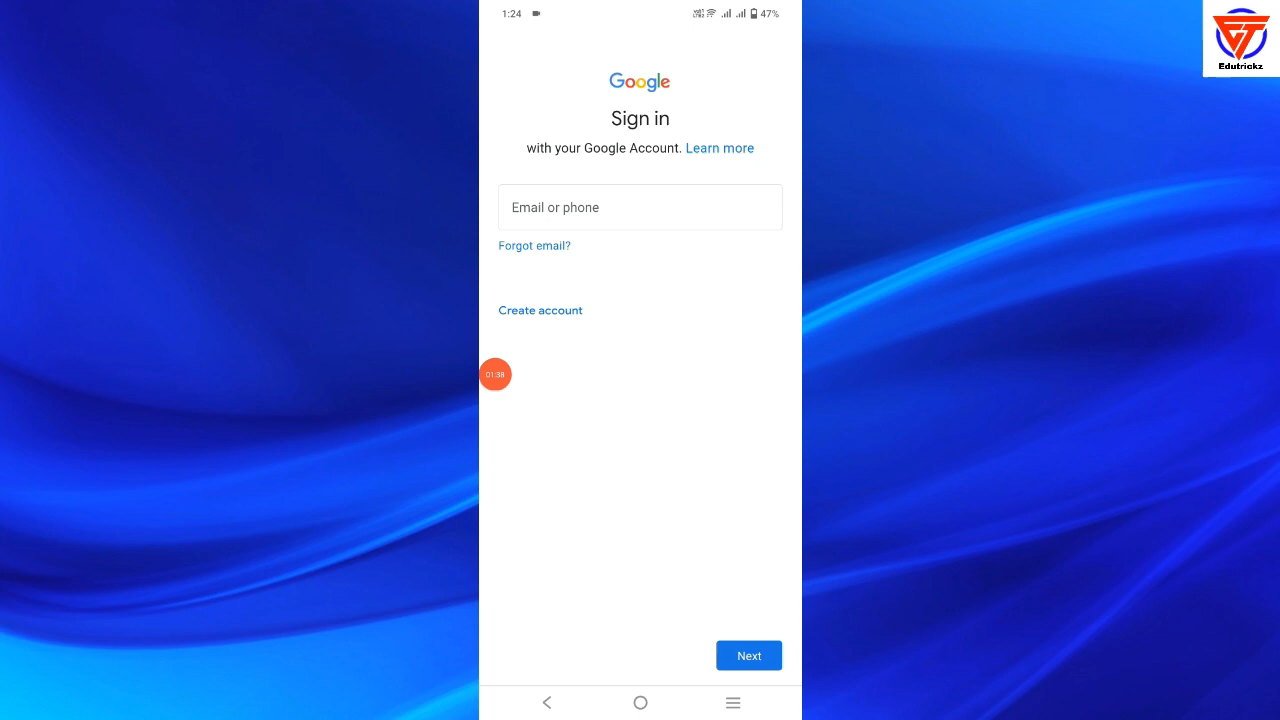 1:24
47%
Edutrickz
Google
Sign in
with your Google Account. Learn more
Email or phone
Forgot email?
Create account
01:38
Next